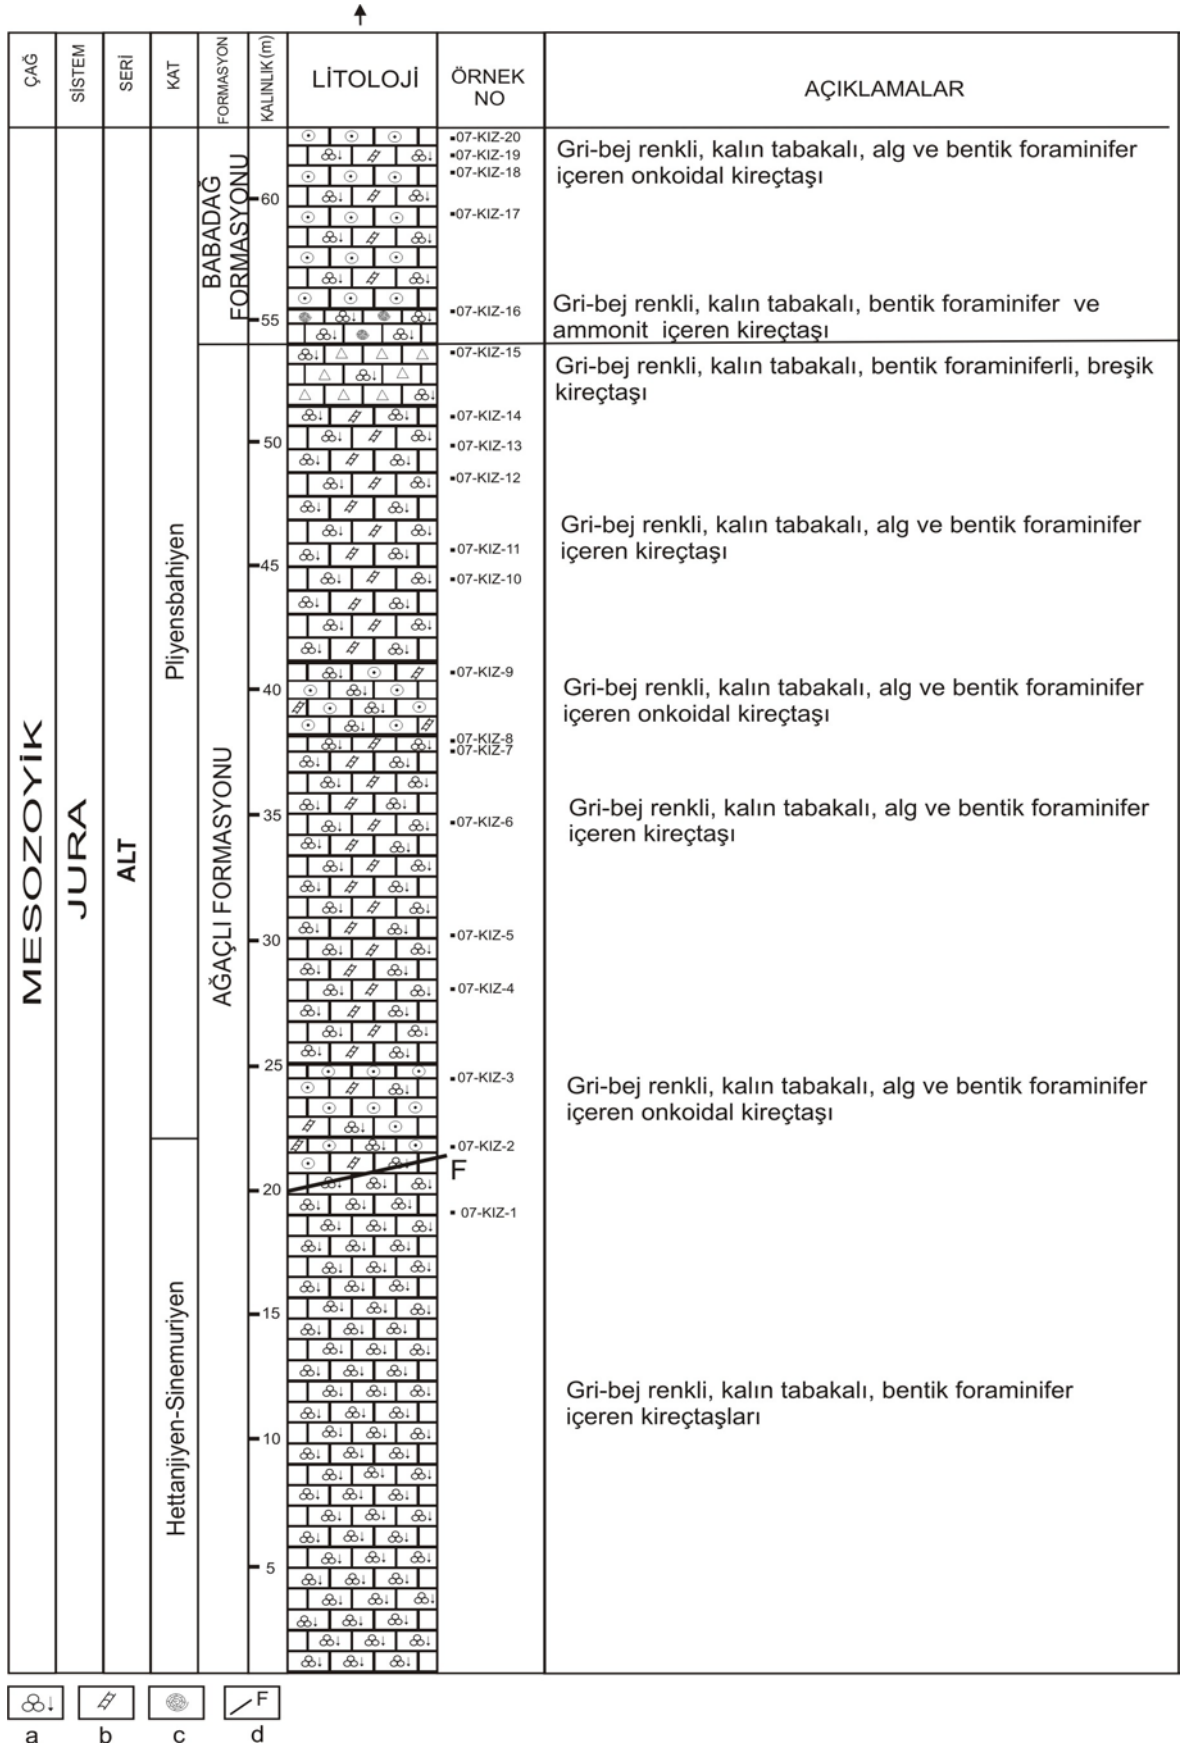 ÇAĞ
SİSTEM
SERİ
KAT
FORMASYON
KALINLIK(m)
LİTOLOJİ
ÖRNEK
NO
AÇIKLAMALAR
MESOZOYİK
JURA
ALT
Pliyensbahiyen
Hettanjiyen-Sinemuriyen
BABADAĞ
FORMASYONU
AĞAÇLI FORMASYONU
60
55
50
45
40
35
30
25
20
15
10
5
07-KIZ-20
07-KIZ-19
07-KIZ-18
07-KIZ-17
07-KIZ-16
07-KIZ-15
07-KIZ-14
07-KIZ-13
07-KIZ-12
07-KIZ-11
07-KIZ-10
07-KIZ-9
07-KIZ-8
07-KIZ-7
07-KIZ-6
07-KIZ-5
07-KIZ-4
07-KIZ-3
07-KIZ-2
F
07-KIZ-1
Gri-bej renkli, kalın tabakalı, alg ve bentik foraminifer
içeren onkoidal kireçtaşı
Gri-bej renkli, kalın tabakalı, bentik foraminifer ve
ammonit içeren kireçtaşı
Gri-bej renkli, kalın tabakalı, bentik foraminiferli, breşik
kireçtaşı
Gri-bej renkli, kalın tabakalı, alg ve bentik foraminifer
içeren kireçtaşı
Gri-bej renkli, kalın tabakalı, alg ve bentik foraminifer
içeren onkoidal kireçtaşı
Gri-bej renkli, kalın tabakalı, alg ve bentik foraminifer
içeren kireçtaşı
Gri-bej renkli, kalın tabakalı, alg ve bentik foraminifer
içeren onkoidal kireçtaşı
Gri-bej renkli, kalın tabakalı, bentik foraminifer
içeren kireçtaşları
F
a
b
c
d